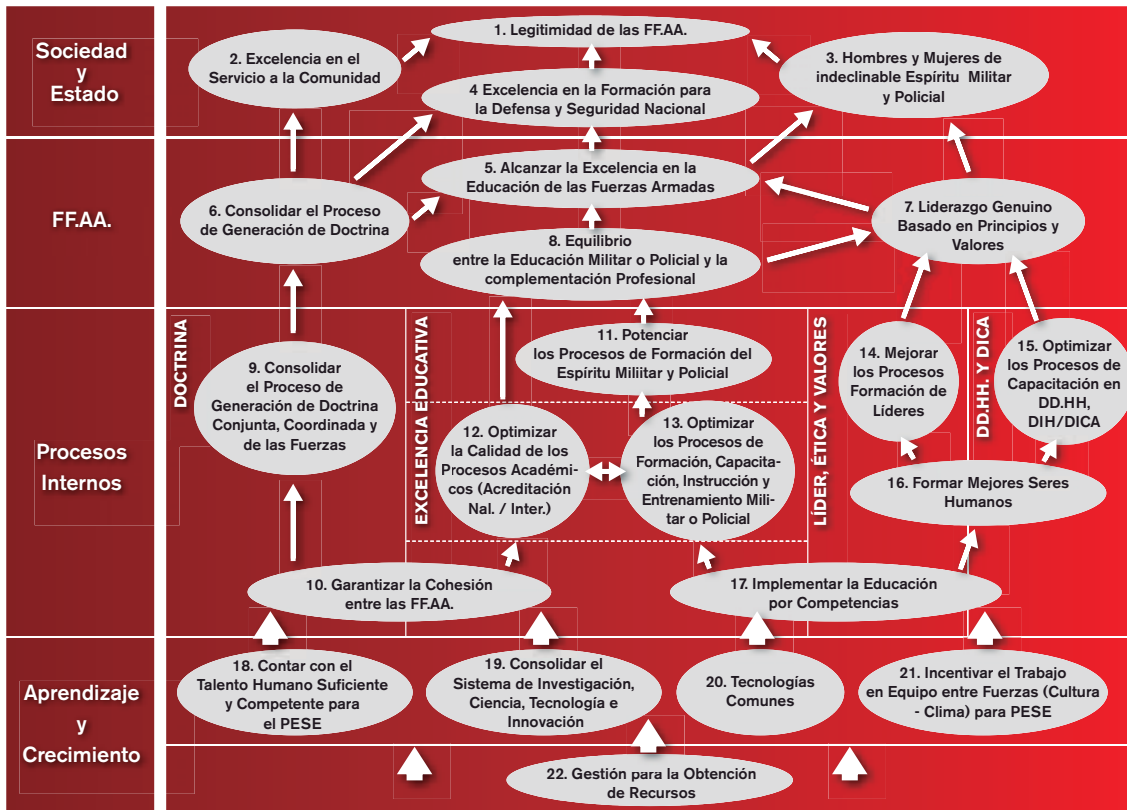 Sociedad
y
Estado
1. Legitimidad de las FF.AA.
2. Excelencia en el
Servicio a la Comunidad
3. Hombres y Mujeres de
indeclinable Espíritu Militar
y Policial
4 Excelencia en la Formación para
la Defensa y Seguridad Nacional
FF.AA.
5. Alcanzar la Excelencia en la
Educación de las Fuerzas Armadas
6. Consolidar el Proceso
de Generación de Doctrina
7. Liderazgo Genuino
Basado en Principios y
Valores
8. Equilibrio
entre la Educación Militar o Policial y la
complementación Profesional
Procesos
Internos
DOCTRINA
9. Consolidar
el Proceso de
Generación de Doctrina
Conjunta, Coordinada y
de las Fuerzas
EXCELENCIA EDUCATIVA
11. Potenciar
los Procesos de Formación del
Espíritu Miliitar y Policial
12. Optimizar
la Calidad de los
Procesos Académi-
cos (Acreditación
Nal. / Inter.)
13. Optimizar
los Procesos de
Formación, Capacita-
ción, Instrucción y
Entrenamiento Mili-
tar o Policial
LÍDER, ÉTICA Y VALORES
14. Mejorar
los Procesos
Formación de
Líderes
DD.HH. Y DICA
15. Optimizar
los Procesos de
Capacitación en
DD.HH,
DIH/DICA
16. Formar Mejores Seres
Humanos
10. Garantizar la Cohesión
entre las FF.AA.
17. Implementar la Educación
por Competencias
Aprendizaje
y
Crecimiento
18. Contar con el
Talento Humano Suficiente
y Competente para
el PESE
19. Consolidar el
Sistema de Investigación,
Ciencia, Tecnología e
Innovación
20. Tecnologías
Comunes
21. Incentivar el Trabajo
en Equipo entre Fuerzas (Cultura
- Clima) para PESE
22. Gestión para la Obtención
de Recursos